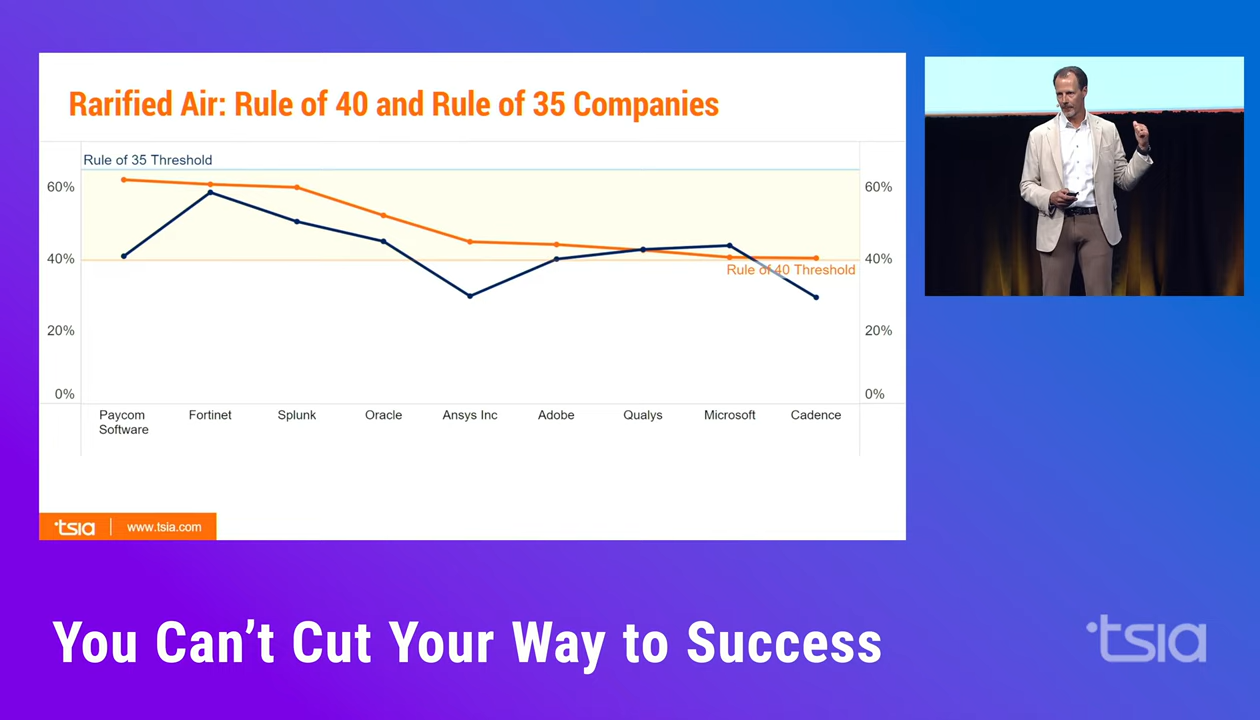 Rarified Air: Rule of 40 and Rule of 35 Companies
Rule of 35 Threshold
60%
60%
40%
40%
Rule of 40 Threshold
20%
20%
0%
0%
Paycom Software
Fortinet
Splunk
Oracle
Ansys Inc
Adobe
Qualys
Microsoft
Cadence
tsia
www.tsia.com
You Can’t Cut Your Way to Success
tsia